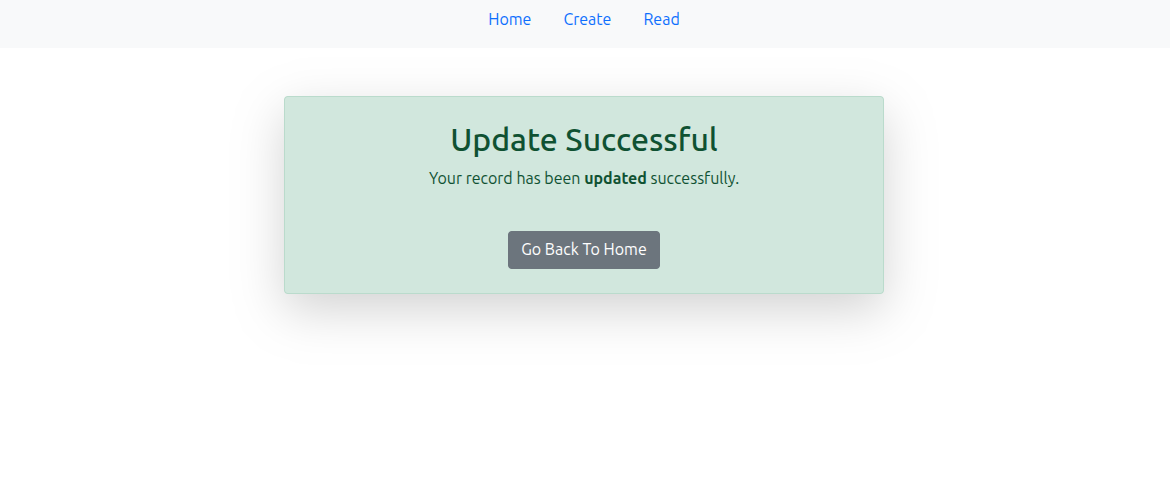 Home Create Read
Update Successful
Your record has been updated successfully.
Go Back To Home